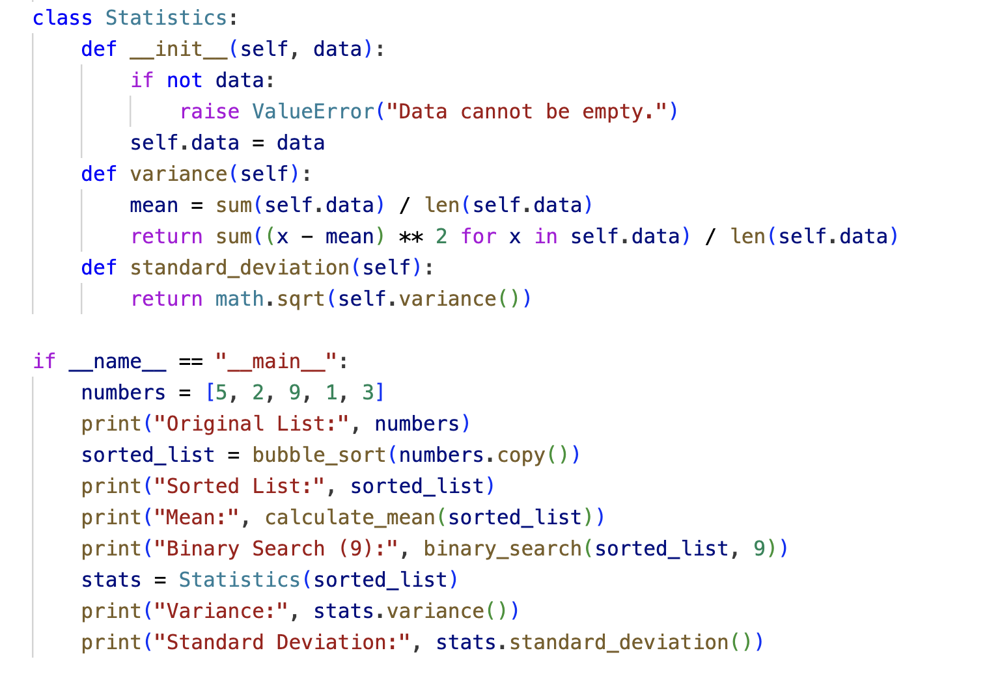 class Statistics:
    def __init__(self, data):
        if not data:
            raise ValueError("Data cannot be empty.")
        self.data = data
    def variance(self):
        mean = sum(self.data) / len(self.data)
        return sum((x - mean) ** 2 for x in self.data) / len(self.data)
    def standard_deviation(self):
        return math.sqrt(self.variance())

if __name__ == "__main__":
    numbers = [5, 2, 9, 1, 3]
    print("Original List:", numbers)
    sorted_list = bubble_sort(numbers.copy())
    print("Sorted List:", sorted_list)
    print("Mean:", calculate_mean(sorted_list))
    print("Binary Search (9):", binary_search(sorted_list, 9))
    stats = Statistics(sorted_list)
    print("Variance:", stats.variance())
    print("Standard Deviation:", stats.standard_deviation())